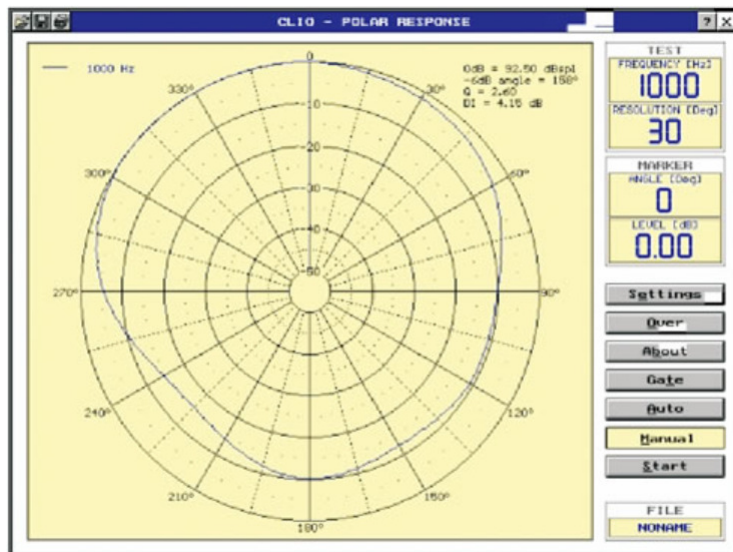 CLIO - POLAR RESPONSE
? X
1000 Hz
0dB = 92.50 dBspl
-6dB angle = 158°
Q = 2.60
DI = 4.15 dB
0
330°
30°
-10
300°
60°
-20
-30
-40
-50
270°
90°
240°
120°
210°
150°
180°
TEST
FREQUENCY [Hz]
1000
RESOLUTION [Deg]
30
MARKER
ANGLE [Deg]
0
LEVEL [dB]
0.00
Settings
Over
About
Gate
Auto
Manual
Start
FILE
NONAME